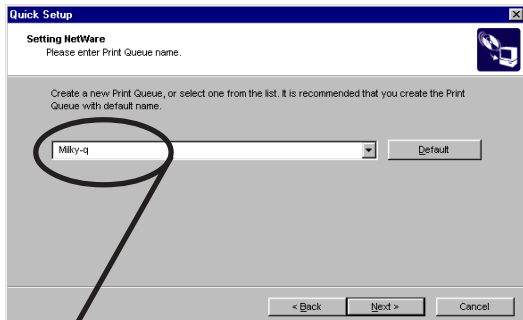 Quick Setup
Setting NetWare
Please enter Print Queue name.
Create a new Print Queue, or select one from the list. It is recommended that you create the Print
Queue with default name.
Milky-q
Default
< Back
Next >
Cancel